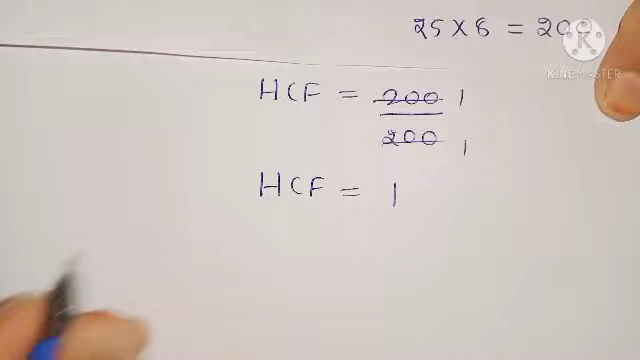 25 × 8 = 200
KINEMASTER
HCF = 200 1
200 1
HCF = 1